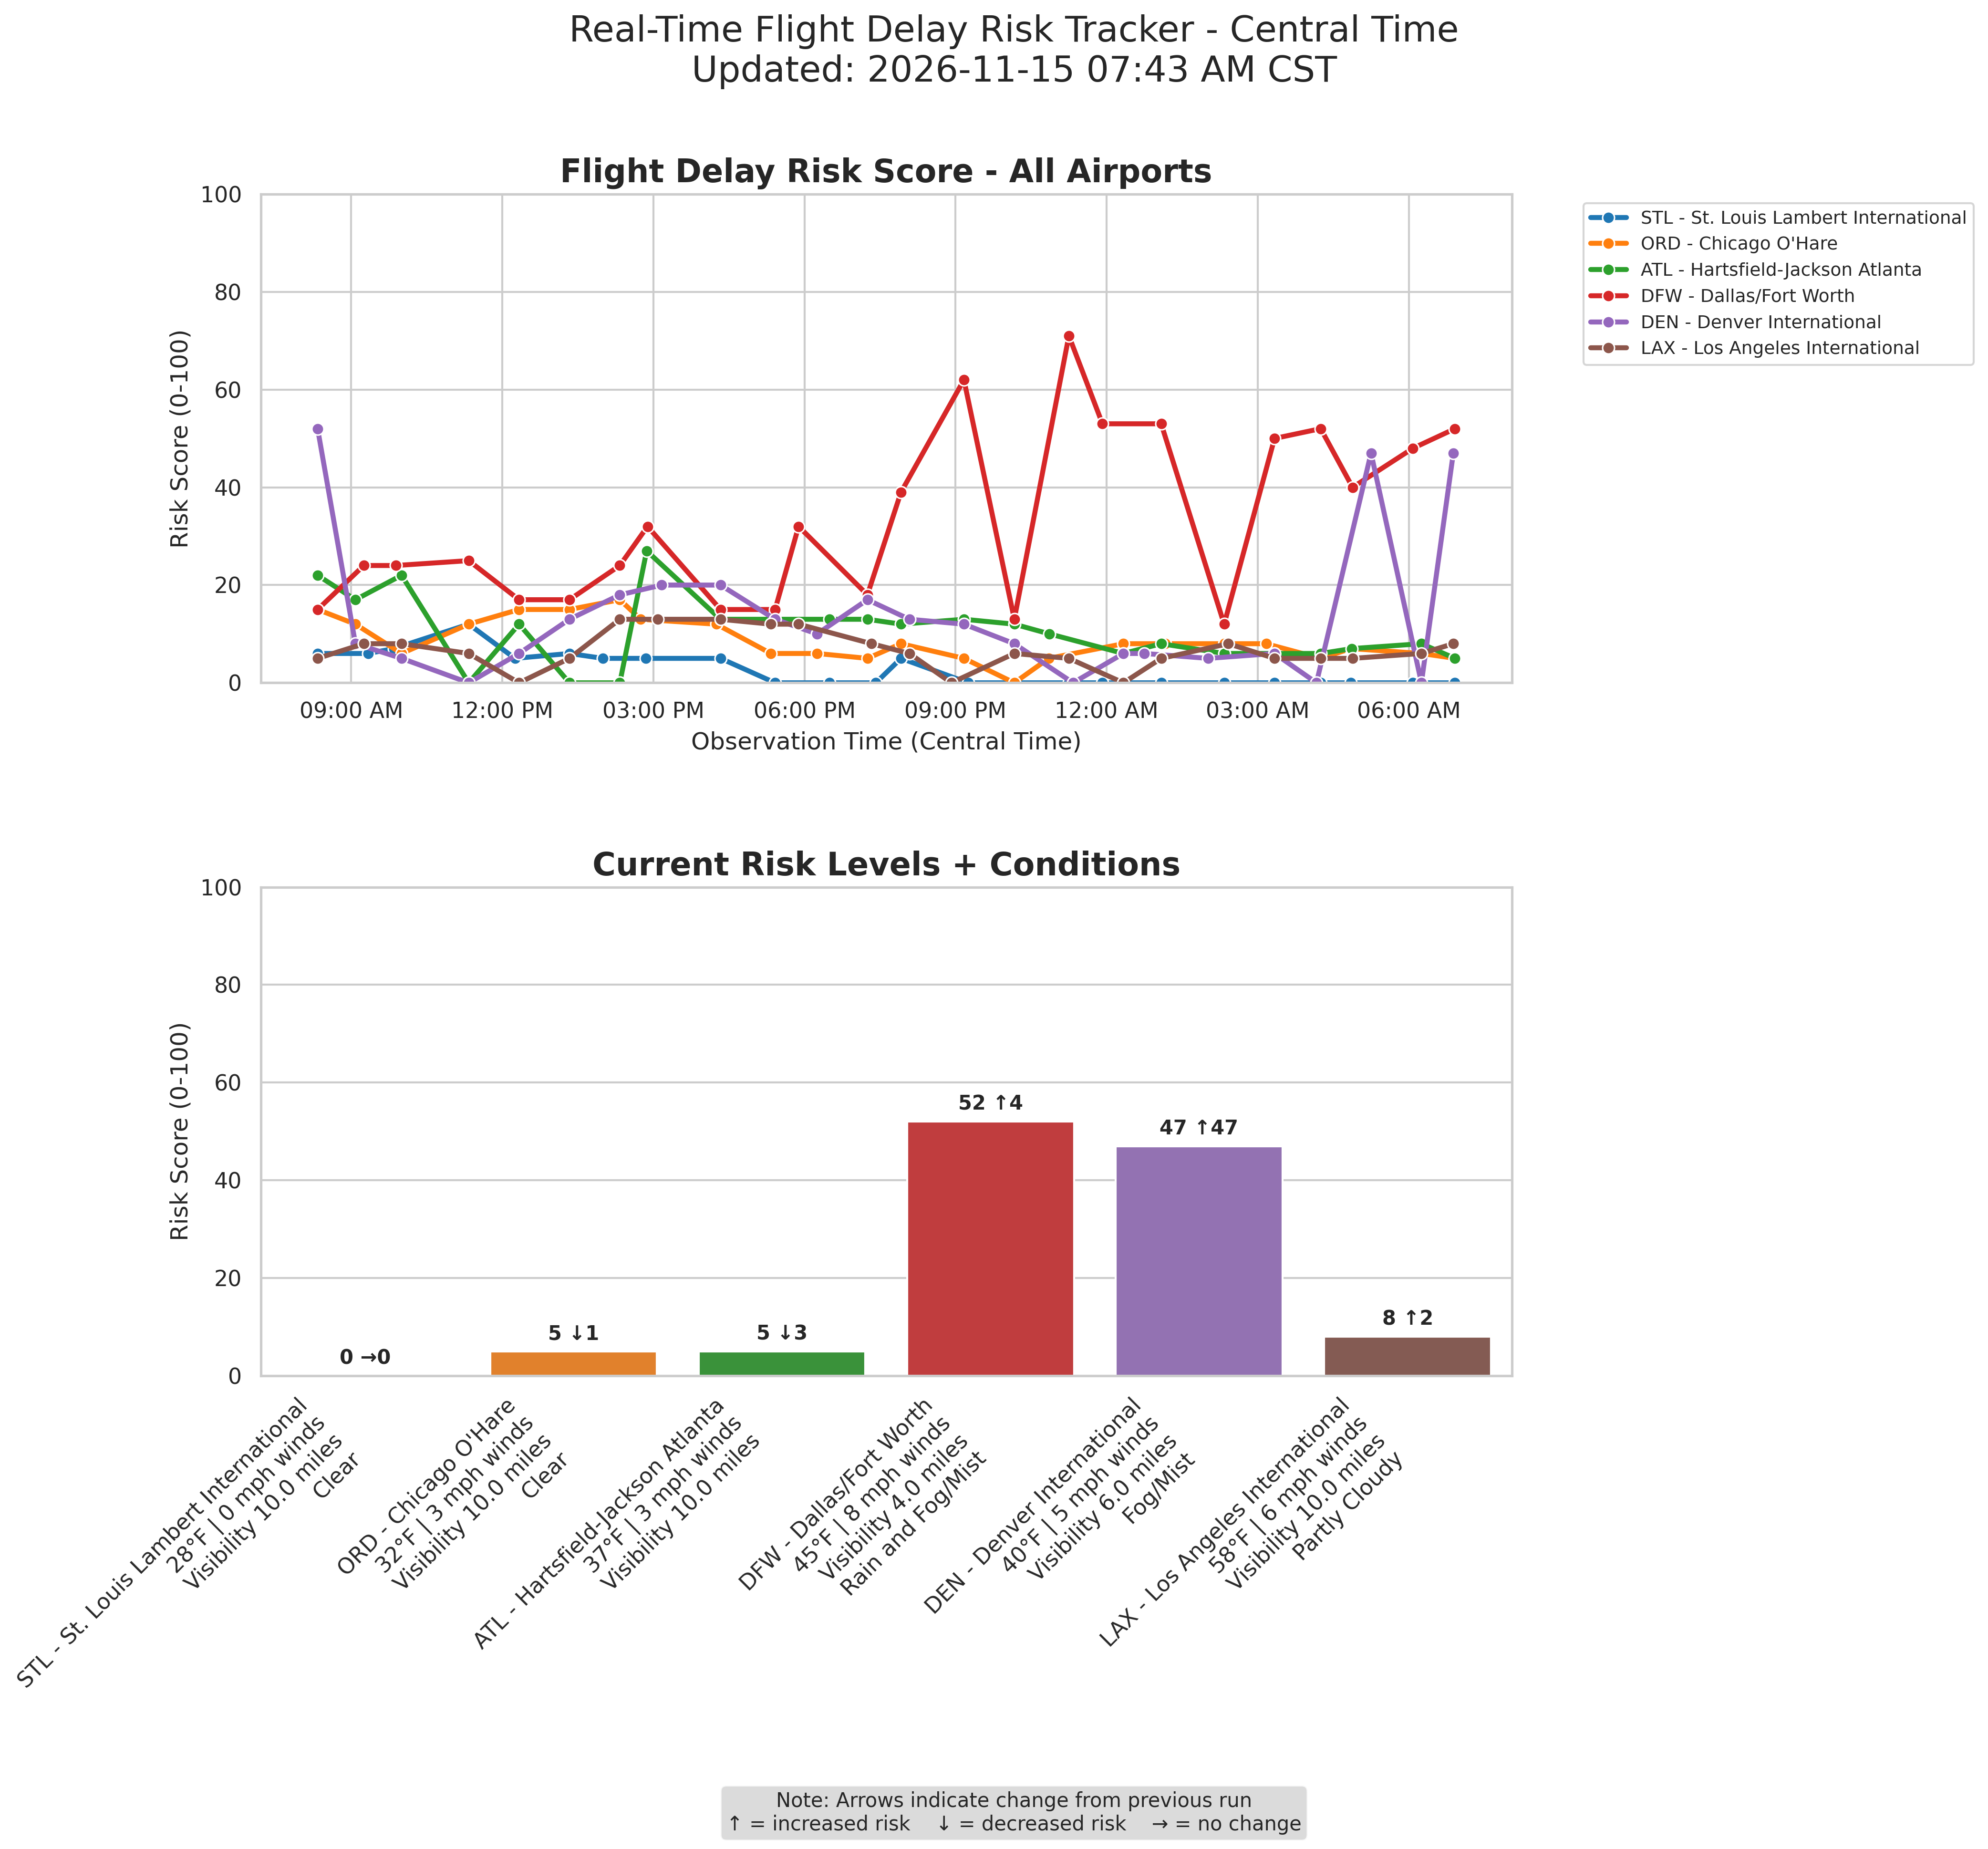 Real-Time Flight Delay Risk Tracker - Central Time
Updated: 2026-11-15 07:43 AM CST
Flight Delay Risk Score - All Airports
Risk Score (0-100)
100
80
60
40
20
0
09:00 AM
12:00 PM
03:00 PM
06:00 PM
09:00 PM
12:00 AM
03:00 AM
06:00 AM
Observation Time (Central Time)
STL - St. Louis Lambert International
ORD - Chicago O'Hare
ATL - Hartsfield-Jackson Atlanta
DFW - Dallas/Fort Worth
DEN - Denver International
LAX - Los Angeles International
Current Risk Levels + Conditions
Risk Score (0-100)
100
80
60
40
20
0
0 →0
5 ↓1
5 ↓3
52 ↑4
47 ↑47
8 ↑2
STL - St. Louis Lambert International
28°F | 0 mph winds
Visibility 10.0 miles
Clear
ORD - Chicago O'Hare
32°F | 3 mph winds
Visibility 10.0 miles
Clear
ATL - Hartsfield-Jackson Atlanta
37°F | 3 mph winds
Visibility 10.0 miles
DFW - Dallas/Fort Worth
45°F | 8 mph winds
Visibility 4.0 miles
Rain and Fog/Mist
DEN - Denver International
40°F | 5 mph winds
Visibility 6.0 miles
Fog/Mist
LAX - Los Angeles International
58°F | 6 mph winds
Visibility 10.0 miles
Partly Cloudy
Note: Arrows indicate change from previous run
↑ = increased risk ↓ = decreased risk → = no change